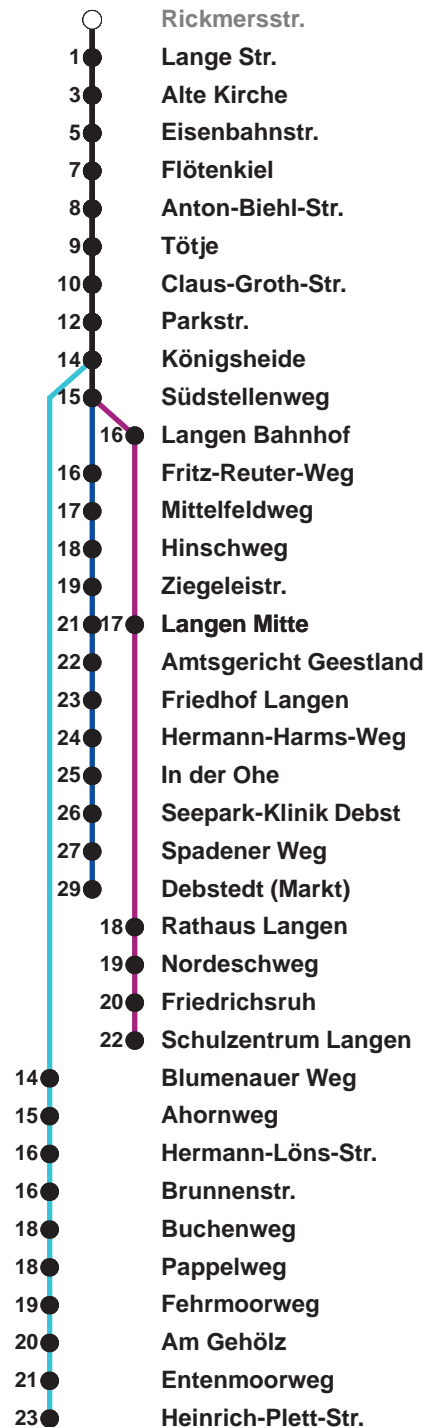 Rickmersstr.
1 Lange Str.
3 Alte Kirche
5 Eisenbahnstr.
7 Flötenkiel
8 Anton-Biehl-Str.
9 Tötje
10 Claus-Groth-Str.
12 Parkstr.
14 Königsheide
15 Südstellenweg
16 Langen Bahnhof
16 Fritz-Reuter-Weg
17 Mittelfeldweg
18 Hinschweg
19 Ziegeleistr.
21 17 Langen Mitte
22 Amtsgericht Geestland
23 Friedhof Langen
24 Hermann-Harms-Weg
25 In der Ohe
26 Seepark-Klinik Debst
27 Spadener Weg
29 Debstedt (Markt)
18 Rathaus Langen
19 Nordeschweg
20 Friedrichsruh
22 Schulzentrum Langen
14 Blumenauer Weg
15 Ahornweg
16 Hermann-Löns-Str.
16 Brunnenstr.
18 Buchenweg
18 Pappelweg
19 Fehrmoorweg
20 Am Gehölz
21 Entenmoorweg
23 Heinrich-Plett-Str.